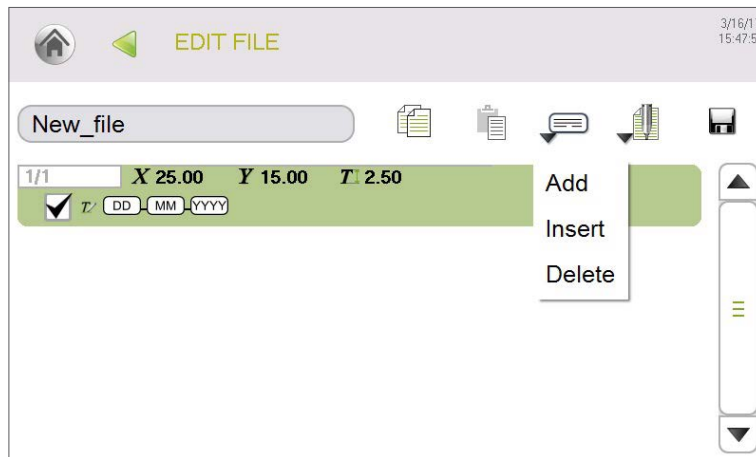 EDIT FILE
3/16/1
15:47:5
New_file
1/1 X 25.00 Y 15.00 T 2.50
DD MM YYYY
Add
Insert
Delete